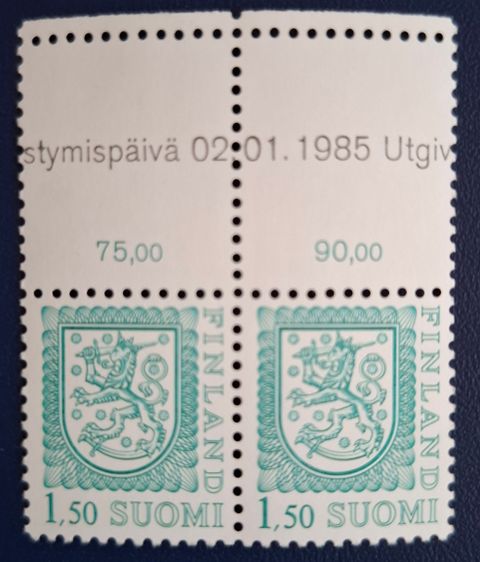 stymispäivä 02.01.1985 Utgiv
75,00 90,00
FINLAND FINLAND
1,50 SUOMI 1,50 SUOMI